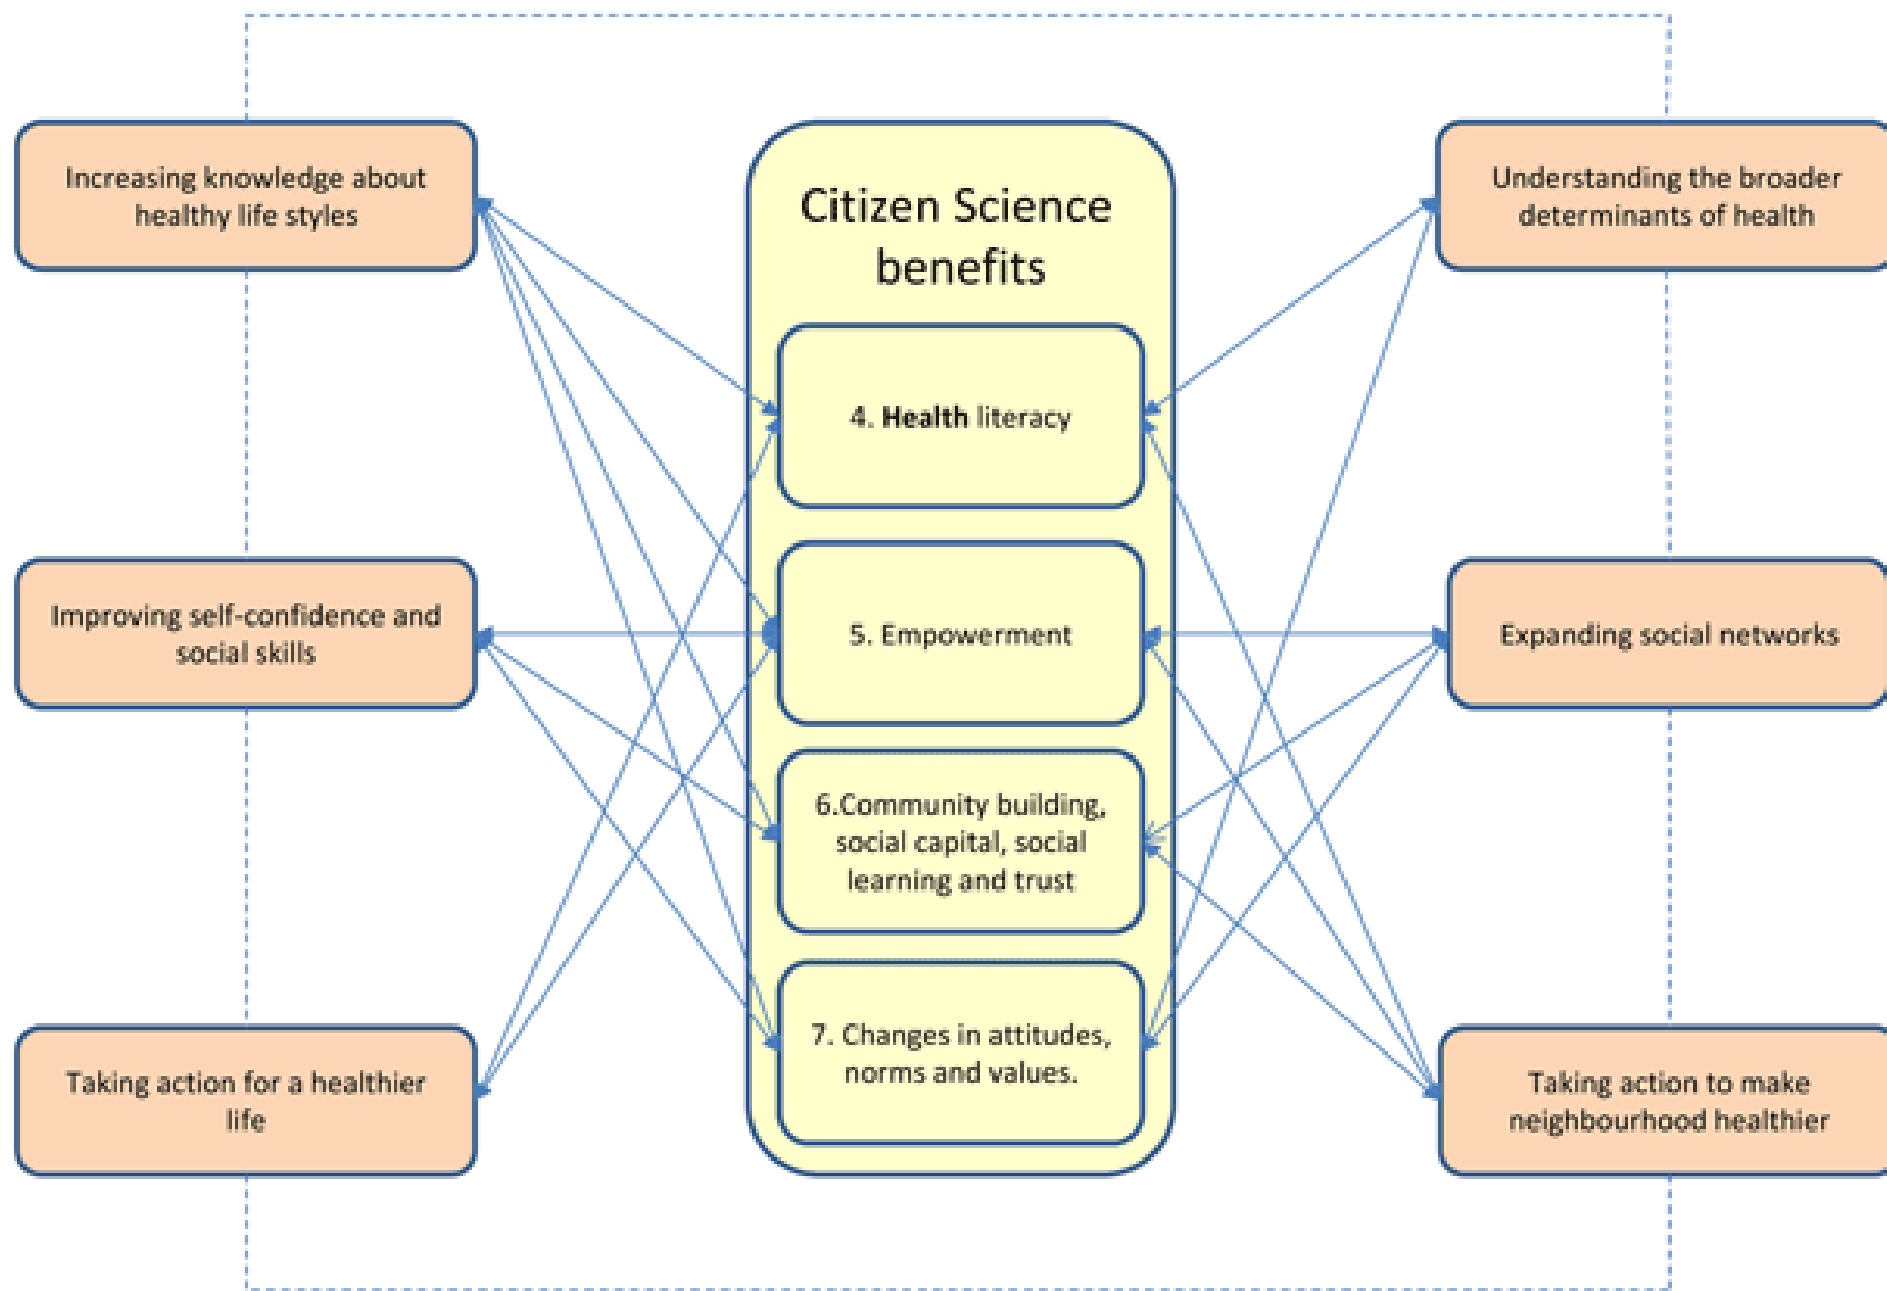 Increasing knowledge about
healthy life styles
Improving self-confidence and
social skills
Taking action for a healthier
life
Citizen Science
benefits
4. Health literacy
5. Empowerment
6.Community building,
social capital, social
learning and trust
7. Changes in attitudes,
norms and values.
Understanding the broader
determinants of health
Expanding social networks
Taking action to make
neighbourhood healthier